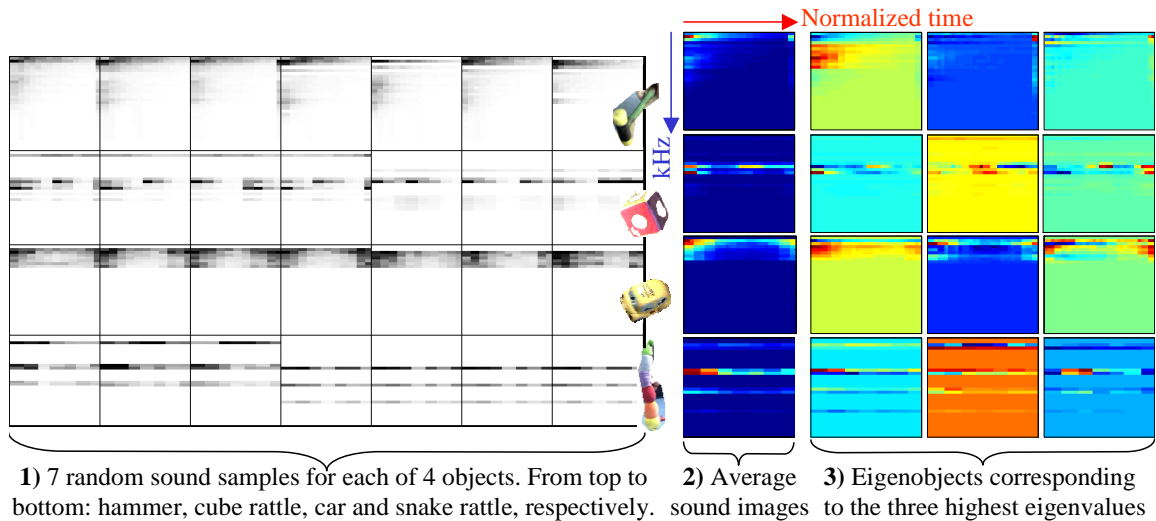 Normalized time
kHz
1) 7 random sound samples for each of 4 objects. From top to
bottom: hammer, cube rattle, car and snake rattle, respectively.
2) Average
sound images
3) Eigenobjects corresponding
to the three highest eigenvalues